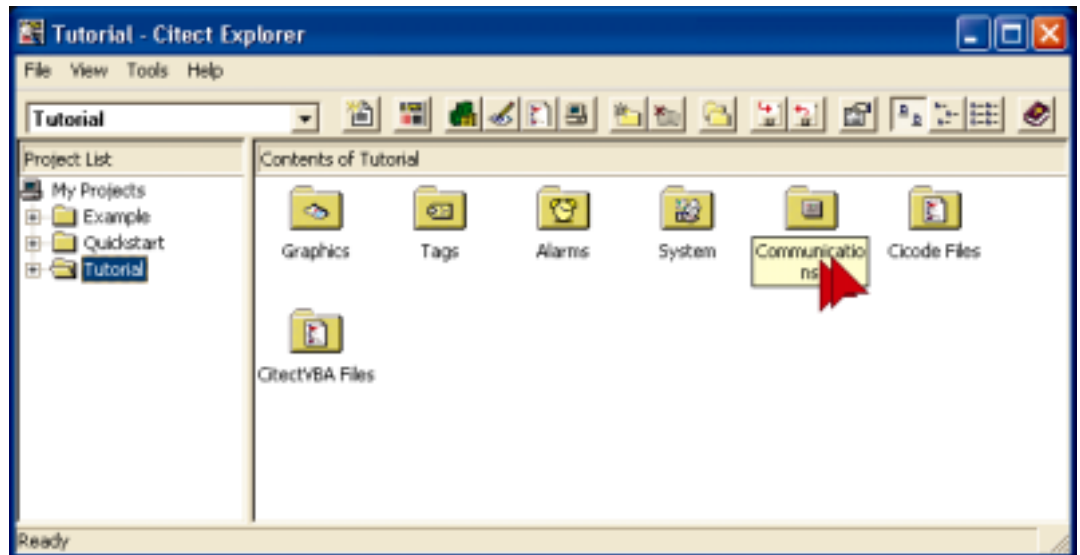 Tutorial - Citect Explorer
File View Tools Help
Tutorial
Project List:
My Projects
Example
Quickstart
Tutorial
Contents of Tutorial
Graphics Tags Alarms System Communicatio
ns
Cicode Files
CitectVBA Files
Ready